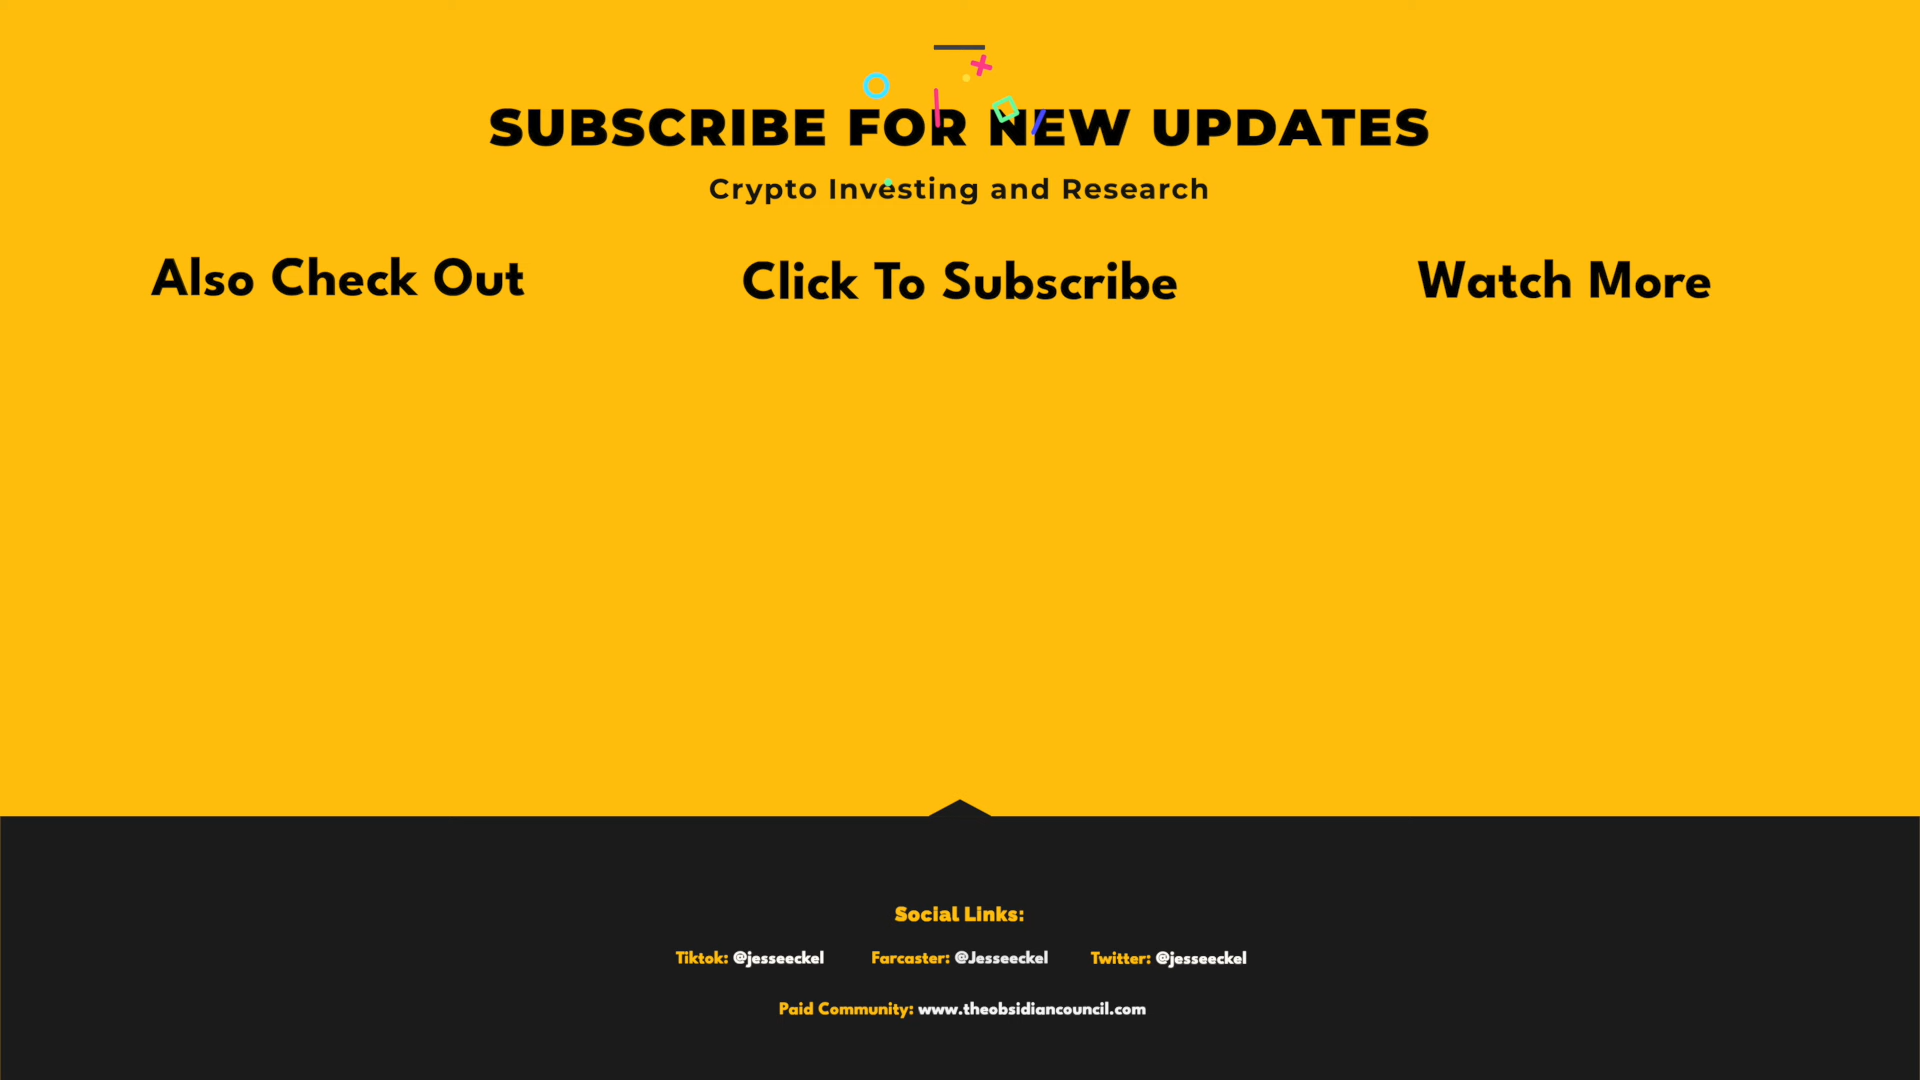 SUBSCRIBE FOR NEW UPDATES
Crypto Investing and Research
Also Check Out
Click To Subscribe
Watch More
Social Links:
Tiktok: @jesseeckel
Farcaster: @Jesseeckel
Twitter: @jesseeckel
Paid Community: www.theobsidiancouncil.com